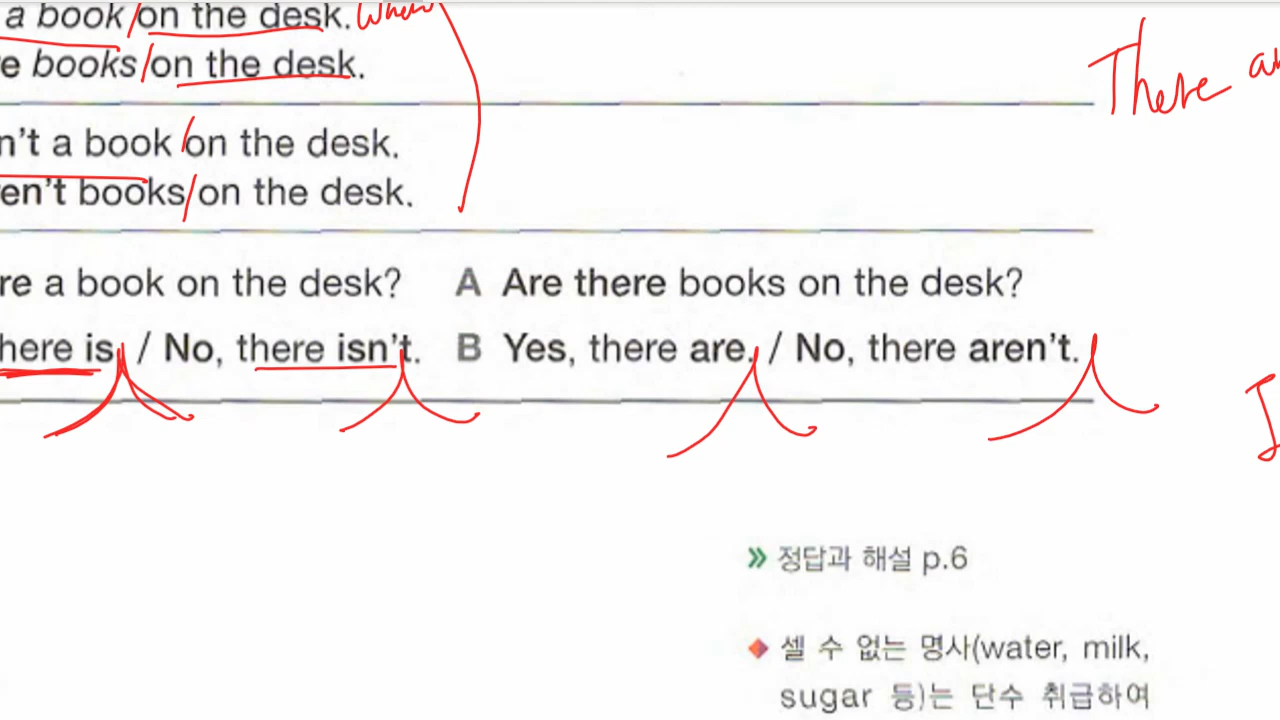 a book / on the desk. Where
e books / on the desk.
There ar
n't a book / on the desk.
en't books / on the desk.
re a book on the desk? A Are there books on the desk?
here is, / No, there isn't. B Yes, there are. / No, there aren't.
I
» 정답과 해설 p.6
◆ 셀 수 없는 명사(water, milk,
sugar 등)는 단수 취급하여